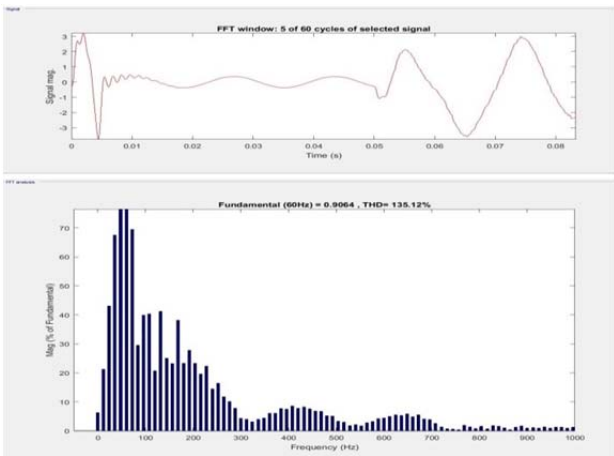 Signal
FFT window: 5 of 60 cycles of selected signal
Signal mag.
3
2
1
0
-1
-2
-3
0 0.01 0.02 0.03 0.04 0.05 0.06 0.07 0.08
Time (s)
FFT analysis
Fundamental (60Hz) = 0.9064 , THD= 135.12%
Mag (% of Fundamental)
70
60
50
40
30
20
10
0
0 100 200 300 400 500 600 700 800 900 1000
Frequency (Hz)